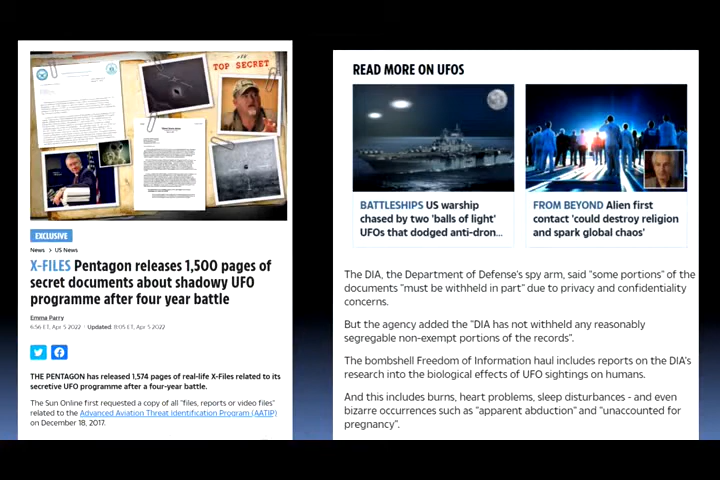 TOP SECRET
EXCLUSIVE
News > US News
X-FILES Pentagon releases 1,500 pages of
secret documents about shadowy UFO
programme after four year battle
Emma Parry
6:56 ET, Apr 5 2022 · Updated: 8:05 ET, Apr 5 2022
THE PENTAGON has released 1,574 pages of real-life X-Files related to its
secretive UFO programme after a four-year battle.
The Sun Online first requested a copy of all "files, reports or video files"
related to the Advanced Aviation Threat Identification Program (AATIP)
on December 18, 2017.
READ MORE ON UFOS
BATTLESHIPS US warship
chased by two 'balls of light'
UFOs that dodged anti-dron...
FROM BEYOND Alien first
contact 'could destroy religion
and spark global chaos'
The DIA, the Department of Defense's spy arm, said "some portions" of the
documents "must be withheld in part" due to privacy and confidentiality
concerns.
But the agency added the "DIA has not withheld any reasonably
segregable non-exempt portions of the records".
The bombshell Freedom of Information haul includes reports on the DIA's
research into the biological effects of UFO sightings on humans.
And this includes burns, heart problems, sleep disturbances - and even
bizarre occurrences such as "apparent abduction" and "unaccounted for
pregnancy".